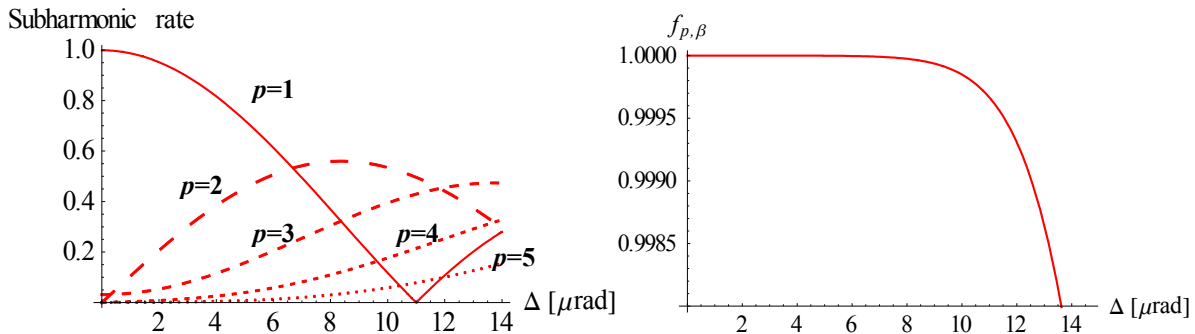 Subharmonic rate
1.0
0.8
0.6
0.4
0.2
p=1
p=2
p=3
p=4
p=5
2 4 6 8 10 12 14
Δ [μrad]
f_{p,β}
1.0000
0.9995
0.9990
0.9985
2 4 6 8 10 12 14
Δ [μrad]